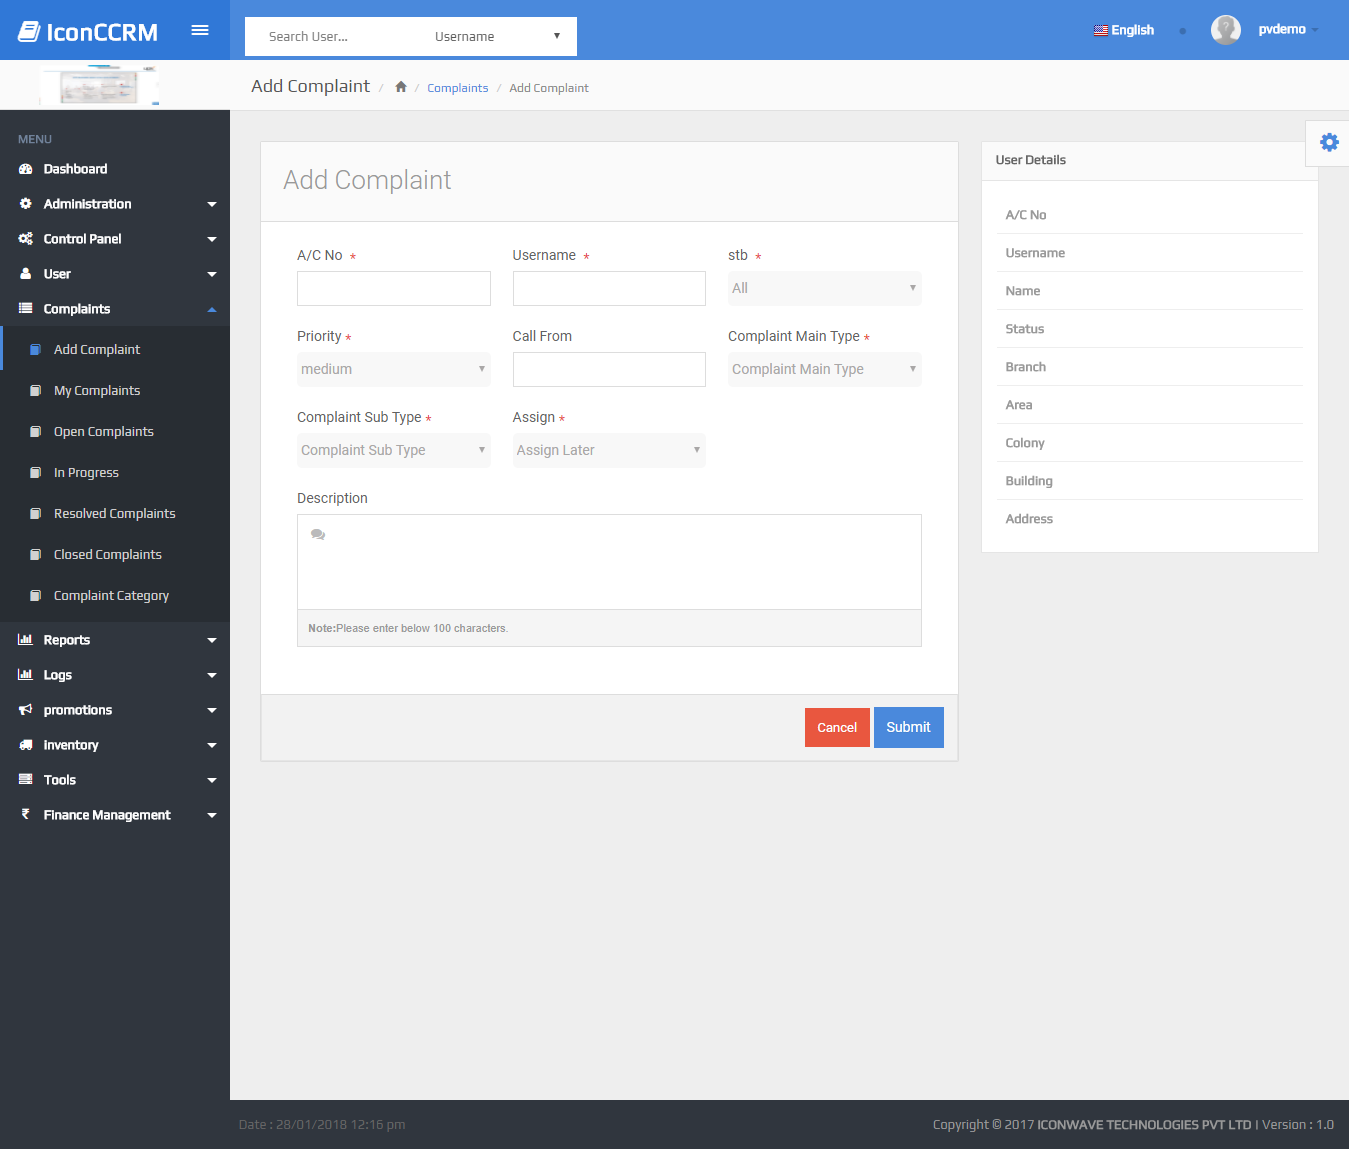 IconCCRM
Search User...
Username
English
pvdemo
Add Complaint / / Complaints / Add Complaint
MENU
Dashboard
Administration
Control Panel
User
Complaints
Add Complaint
My Complaints
Open Complaints
In Progress
Resolved Complaints
Closed Complaints
Complaint Category
Reports
Logs
promotions
Inventory
Tools
Finance Management
Add Complaint
A/C No *
Username *
stb *
All
Priority *
Call From
Complaint Main Type *
medium
Complaint Main Type
Complaint Sub Type *
Assign *
Complaint Sub Type
Assign Later
Description
Note:Please enter below 100 characters.
Cancel
Submit
User Details
A/C No
Username
Name
Status
Branch
Area
Colony
Building
Address
Date : 28/01/2018 12:16 pm
Copyright © 2017 ICONWAVE TECHNOLOGIES PVT LTD | Version : 1.0